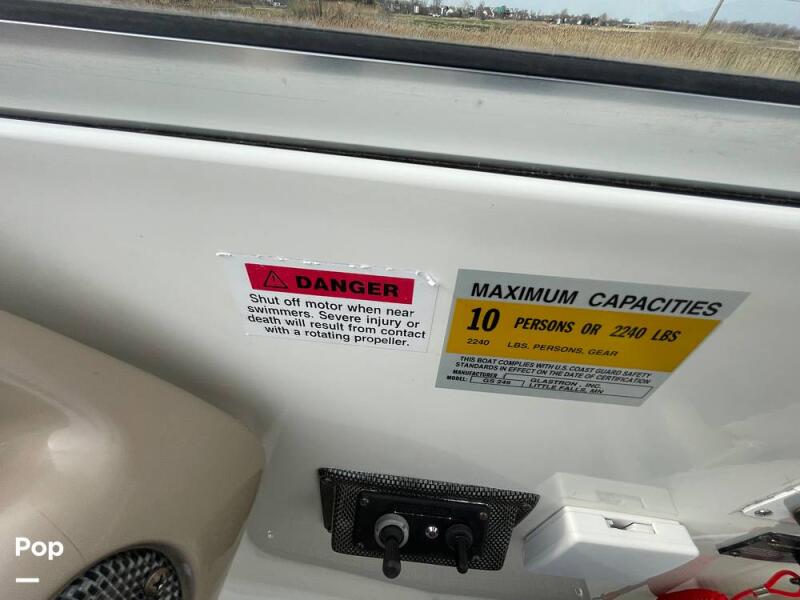 DANGER
Shut off motor when near
swimmers. Severe injury or
death will result from contact
with a rotating propeller.
MAXIMUM CAPACITIES
10 PERSONS OR 2240 LBS
2240 LBS. PERSONS, GEAR
THIS BOAT COMPLIES WITH U.S. COAST GUARD SAFETY
STANDARDS IN EFFECT ON THE DATE OF CERTIFICATION
MANUFACTURER GLASTRON, INC.
MODEL: GS 249 LITTLE FALLS, MN
Pop